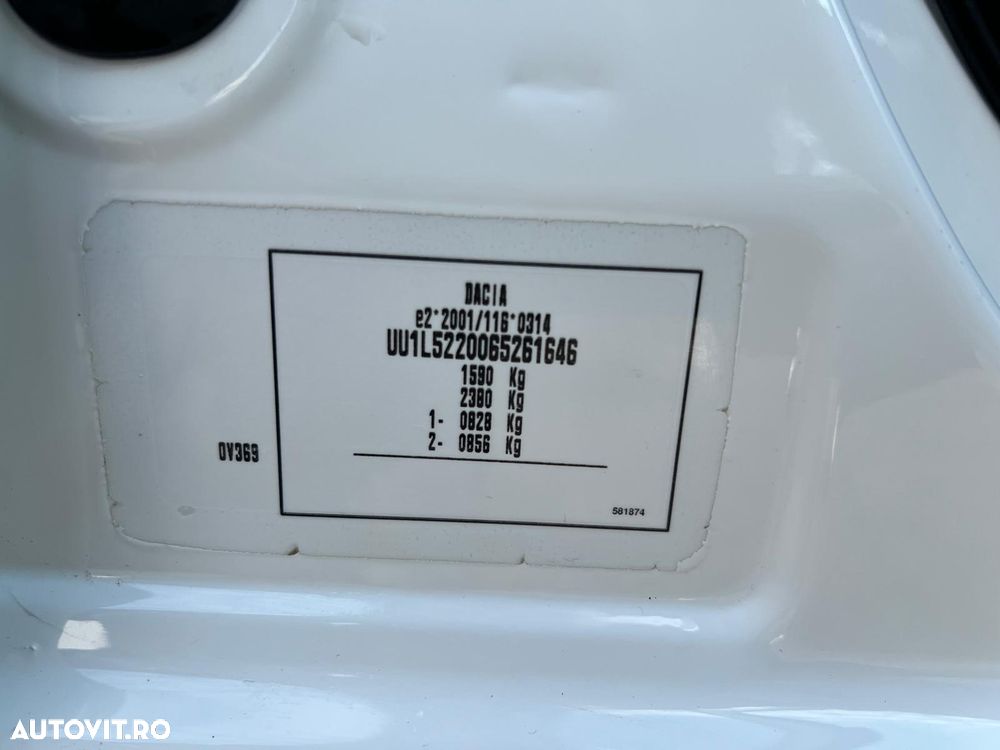 DACIA
e2*2001/116*0314
UU1L5220065261646
1590 Kg
2380 Kg
1- 0828 Kg
2- 0856 Kg
0V369
581874
AUTOVIT.RO